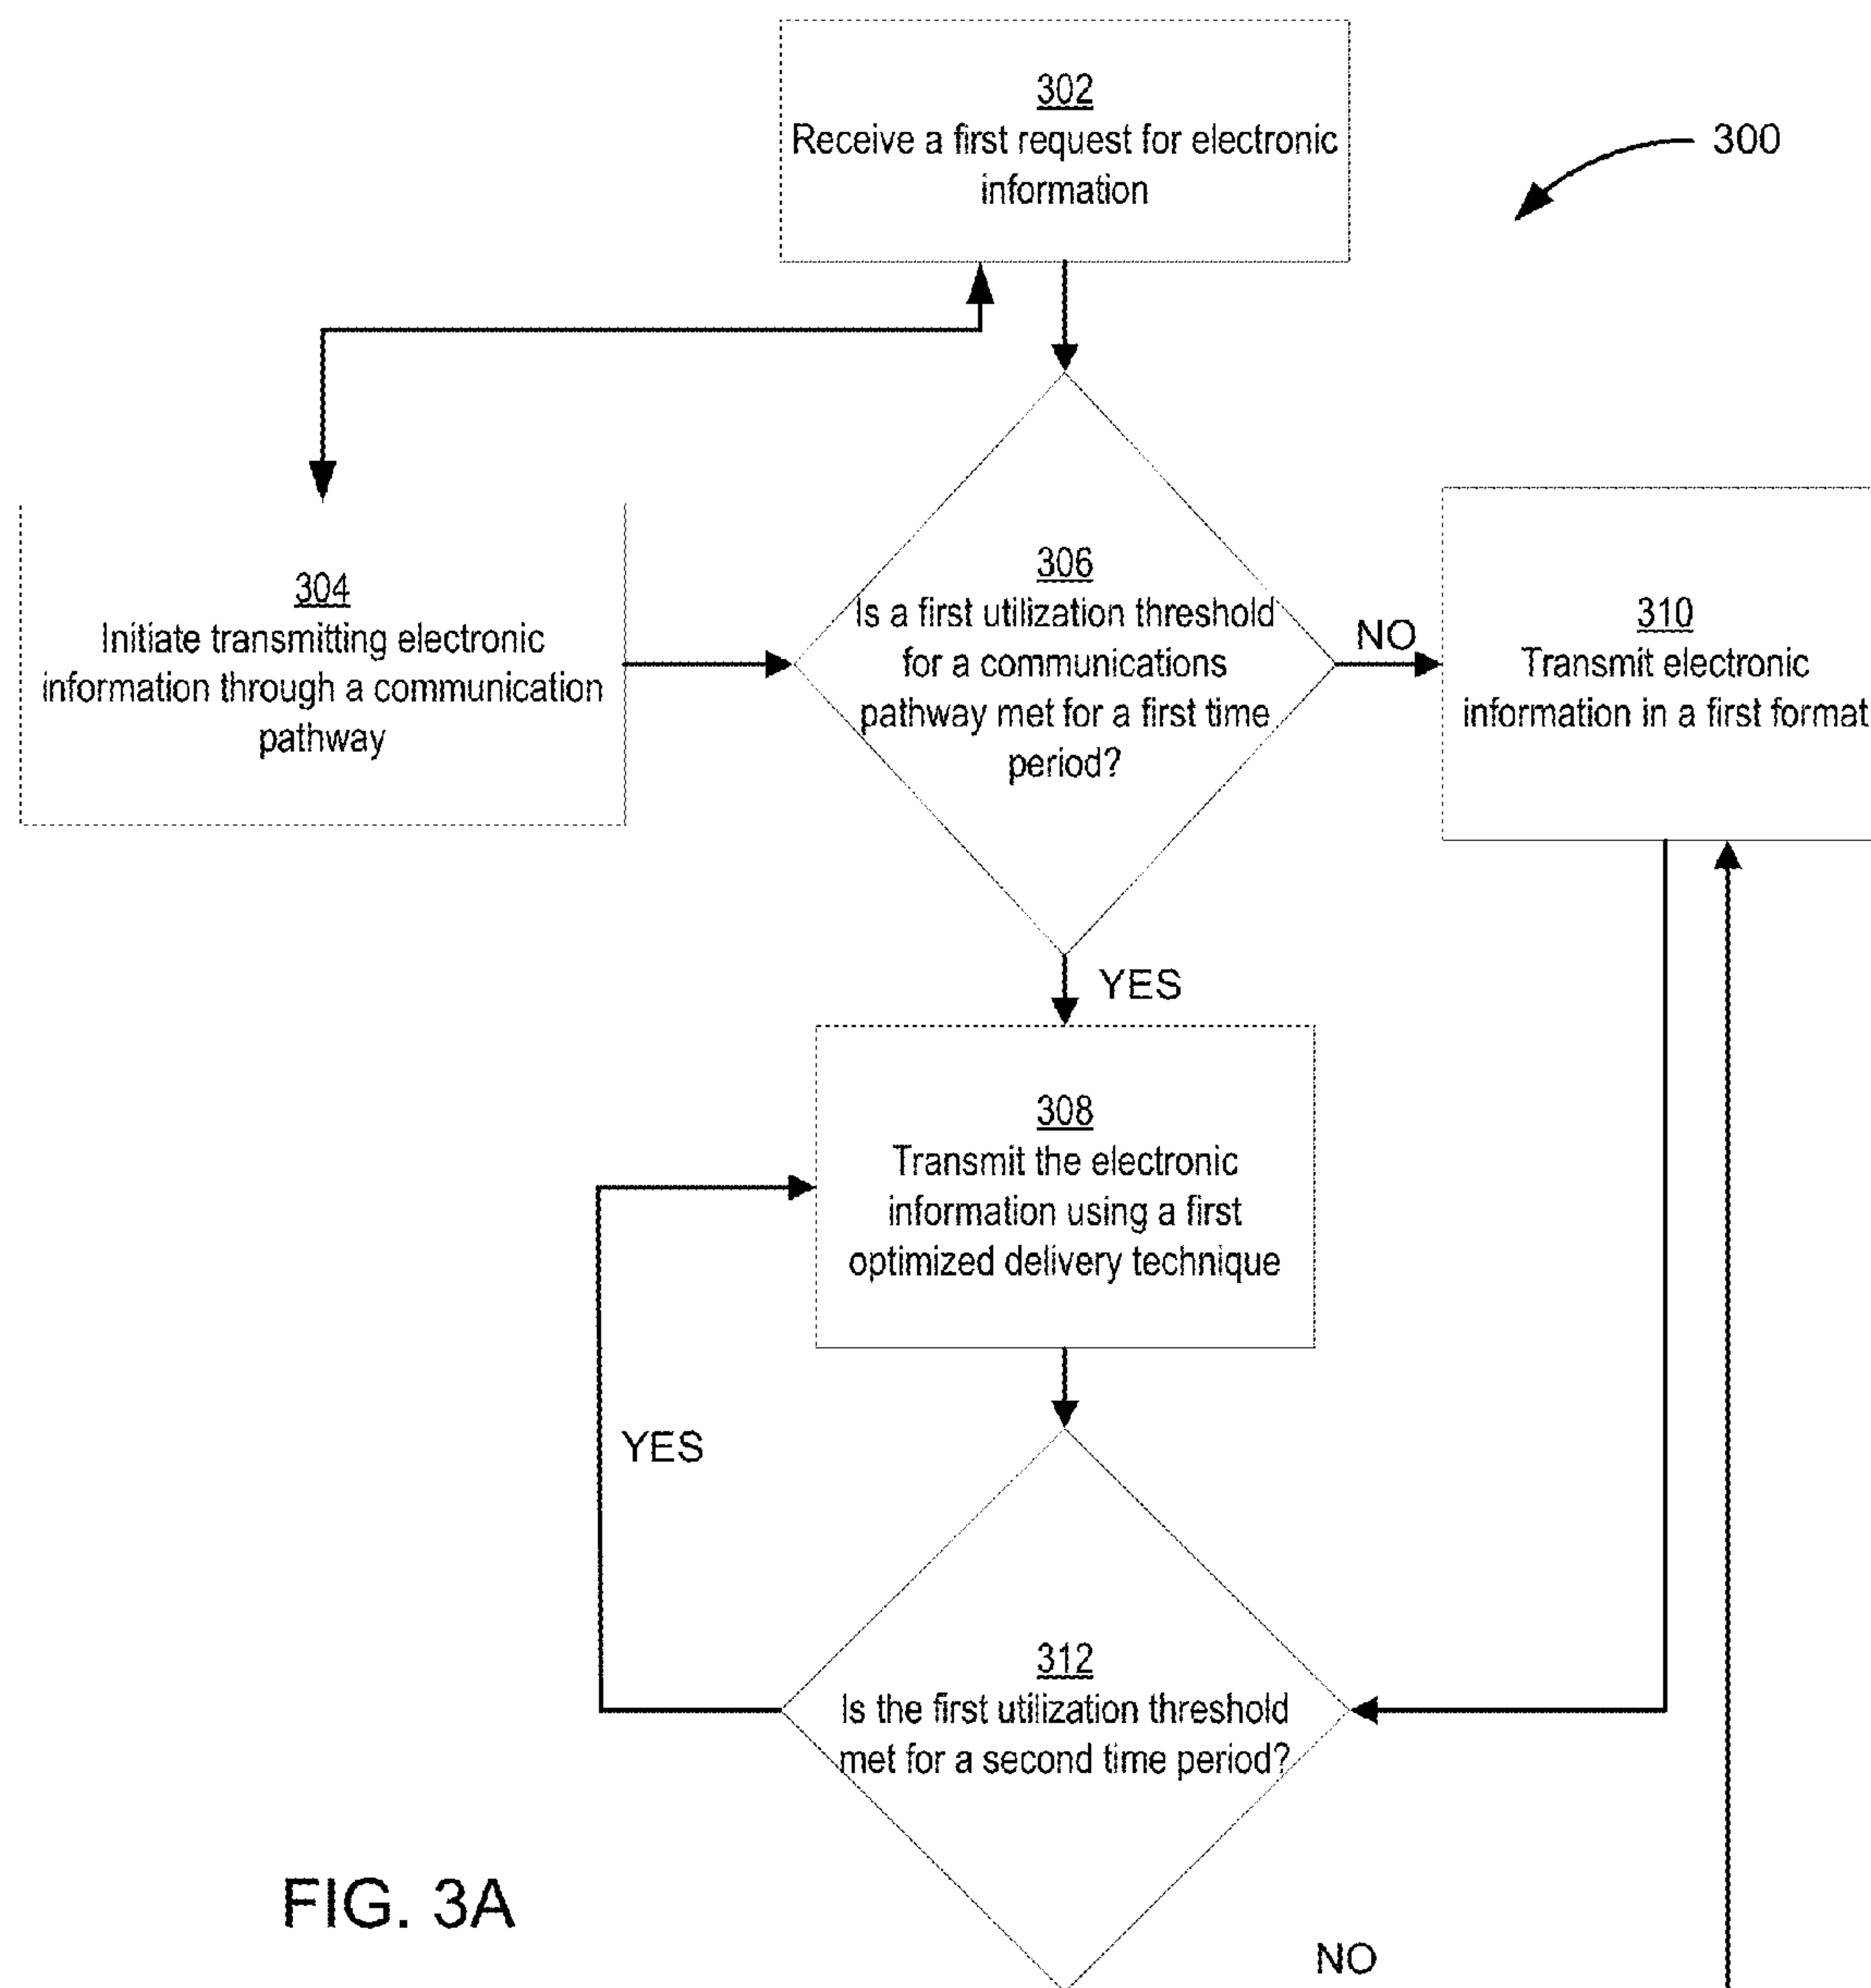 302
Receive a first request for electronic
information
300
304
Initiate transmitting electronic
information through a communication
pathway
306
Is a first utilization threshold
for a communications
pathway met for a first time
period?
NO
310
Transmit electronic
information in a first format
YES
308
Transmit the electronic
information using a first
optimized delivery technique
YES
312
Is the first utilization threshold
met for a second time period?
NO
FIG. 3A